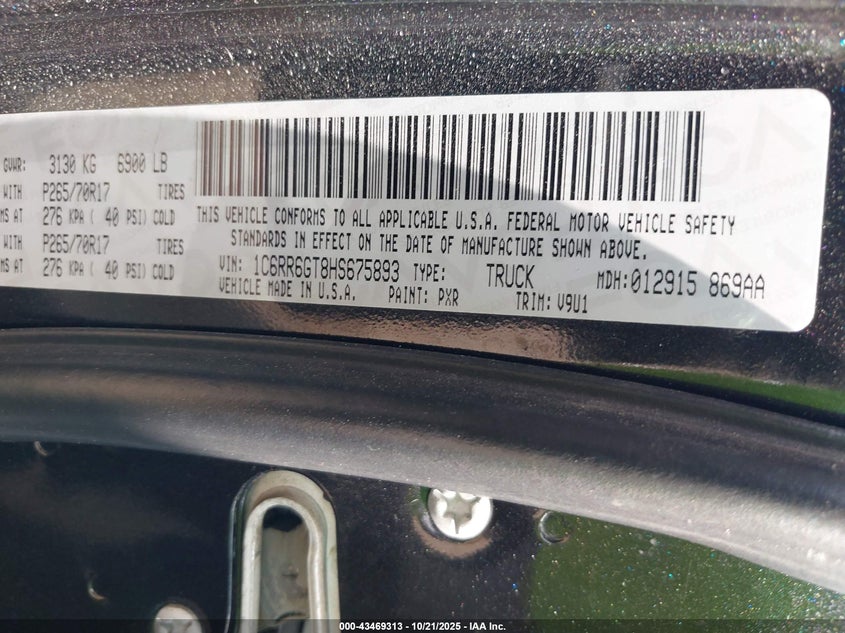 GVWR: 3130 KG 6900 LB
WITH P265/70R17 TIRES
MS AT 276 KPA ( 40 PSI) COLD
WITH P265/70R17 TIRES
MS AT 276 KPA ( 40 PSI) COLD
THIS VEHICLE CONFORMS TO ALL APPLICABLE U.S.A. FEDERAL MOTOR VEHICLE SAFETY
STANDARDS IN EFFECT ON THE DATE OF MANUFACTURE SHOWN ABOVE.
VIN: 1C6RR6GT8HS675893 TYPE: TRUCK MDH: 012915 869AA
VEHICLE MADE IN U.S.A. PAINT: PXR TRIM: V9U1
000-43469313 - 10/21/2025 - IAA Inc.